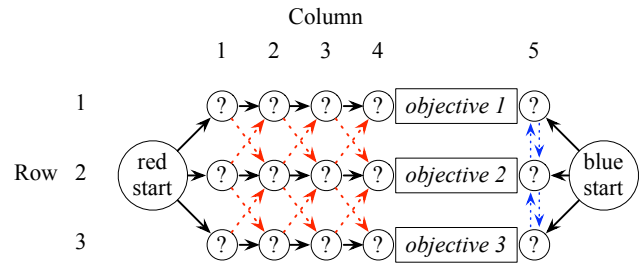 Column
1 2 3 4 5
1 ? ? ? ? objective 1 ?
red start
Row 2 ? ? ? ? objective 2 ?
blue start
3 ? ? ? ? objective 3 ?